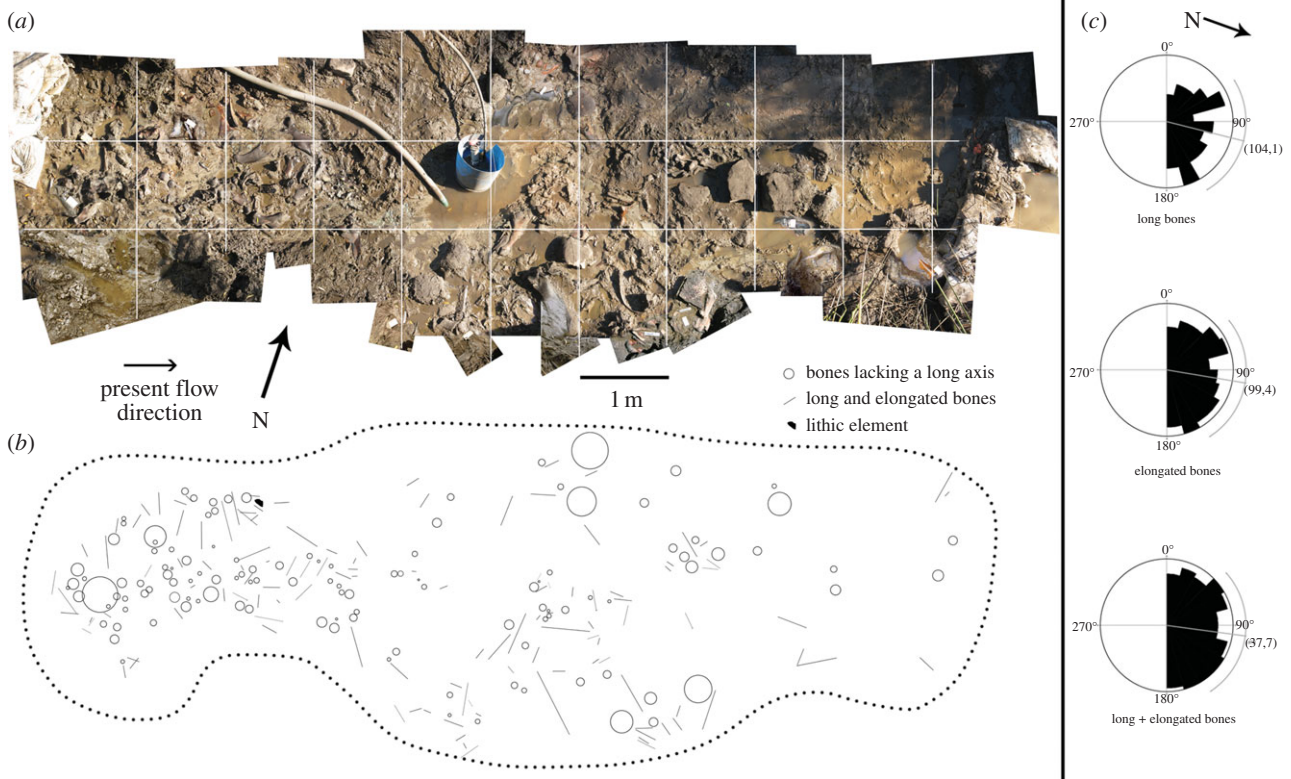 (a)
present flow
direction
N
1 m
bones lacking a long axis
long and elongated bones
lithic element
(b)
(c)
N
0°
270°
90°
(104,1)
180°
long bones
0°
270°
90°
(99,4)
180°
elongated bones
0°
270°
90°
(37,7)
180°
long + elongated bones